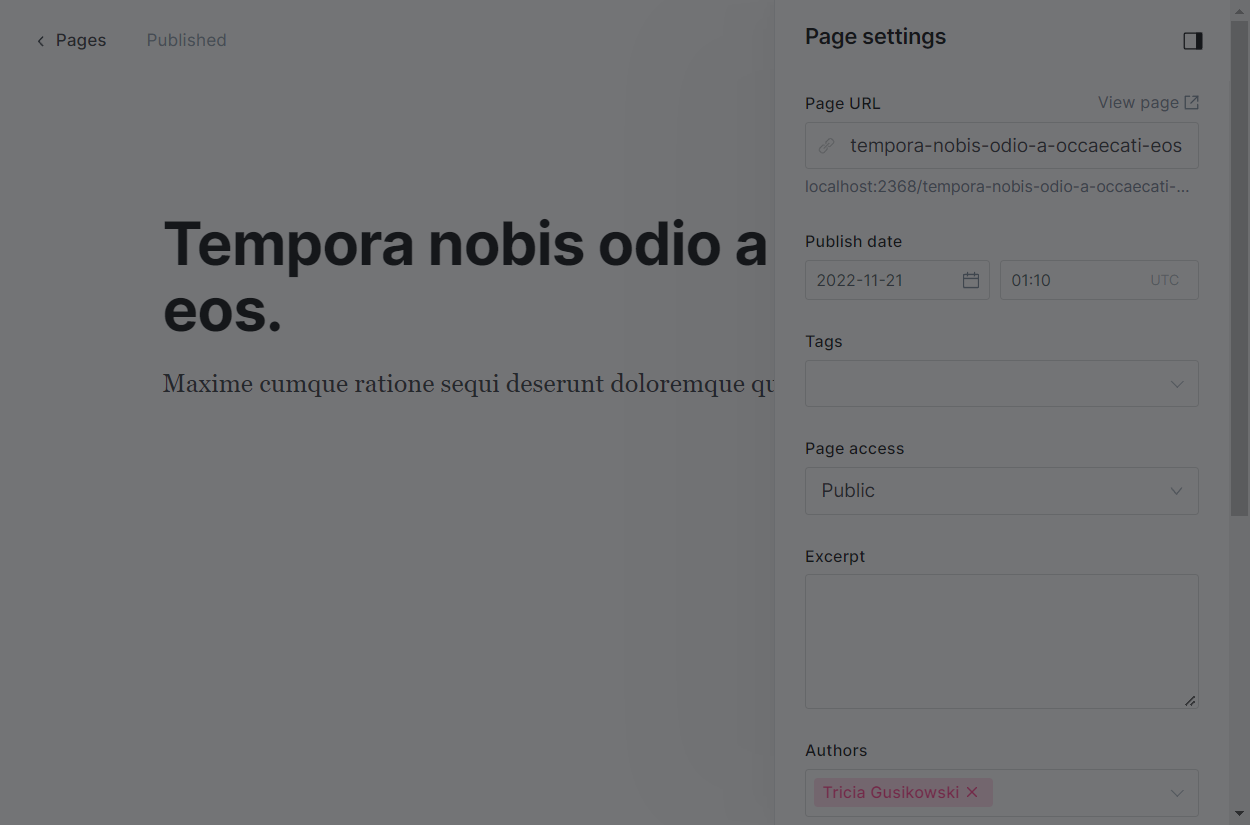 Pages
Published
Tempora nobis odio a
eos.
Maxime cumque ratione sequi deserunt doloremque qu
Page settings
Page URL
View page
tempora-nobis-odio-a-occaecati-eos
localhost:2368/tempora-nobis-odio-a-occaecati-...
Publish date
2022-11-21
01:10
UTC
Tags
Page access
Public
Excerpt
Authors
Tricia Gusikowski